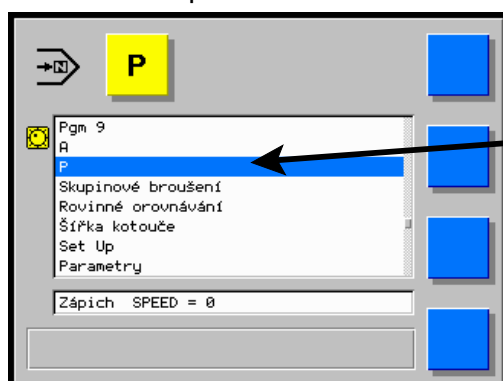 N
P
Pgm 9
A
P
Skupinové broušení
Rovinné orovnávání
Šířka kotouče
Set Up
Parametry
Zápich SPEED = 0